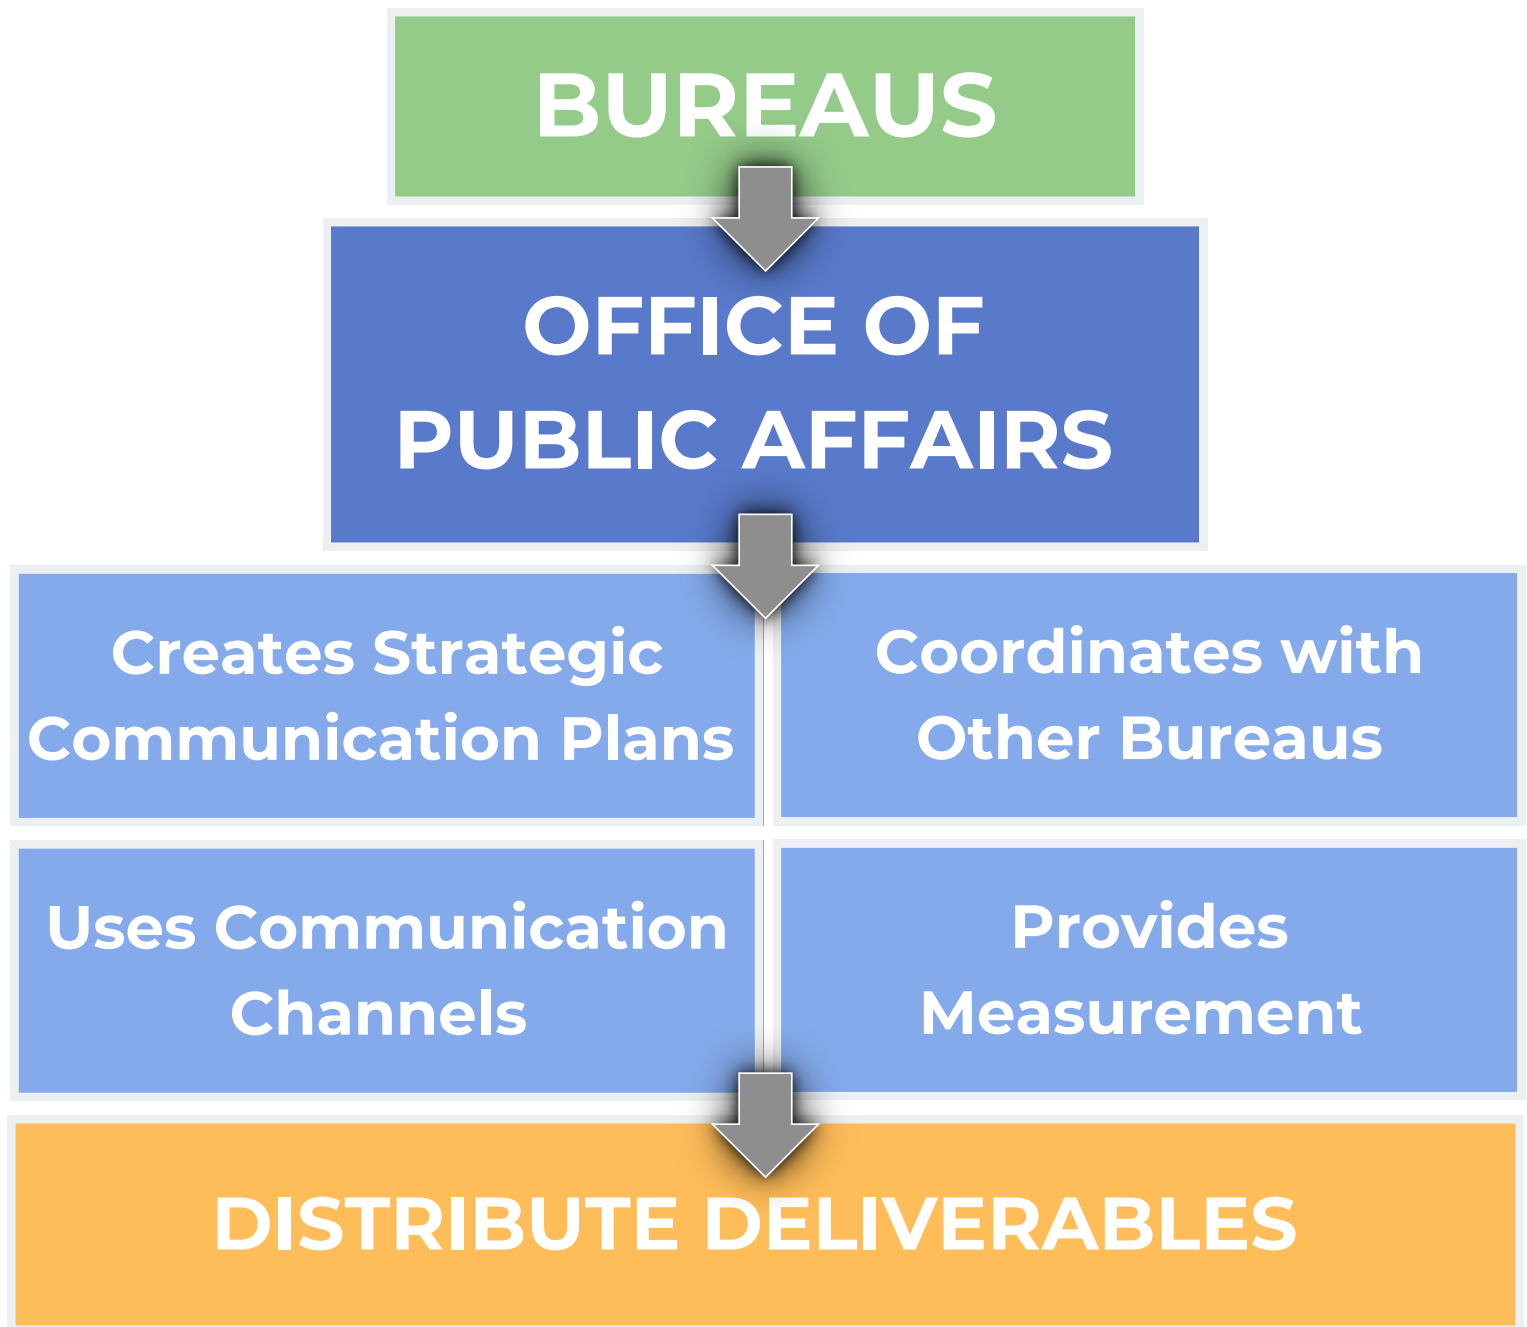 BUREAUS
OFFICE OF
PUBLIC AFFAIRS
Creates Strategic
Communication Plans
Coordinates with
Other Bureaus
Uses Communication
Channels
Provides
Measurement
DISTRIBUTE DELIVERABLES